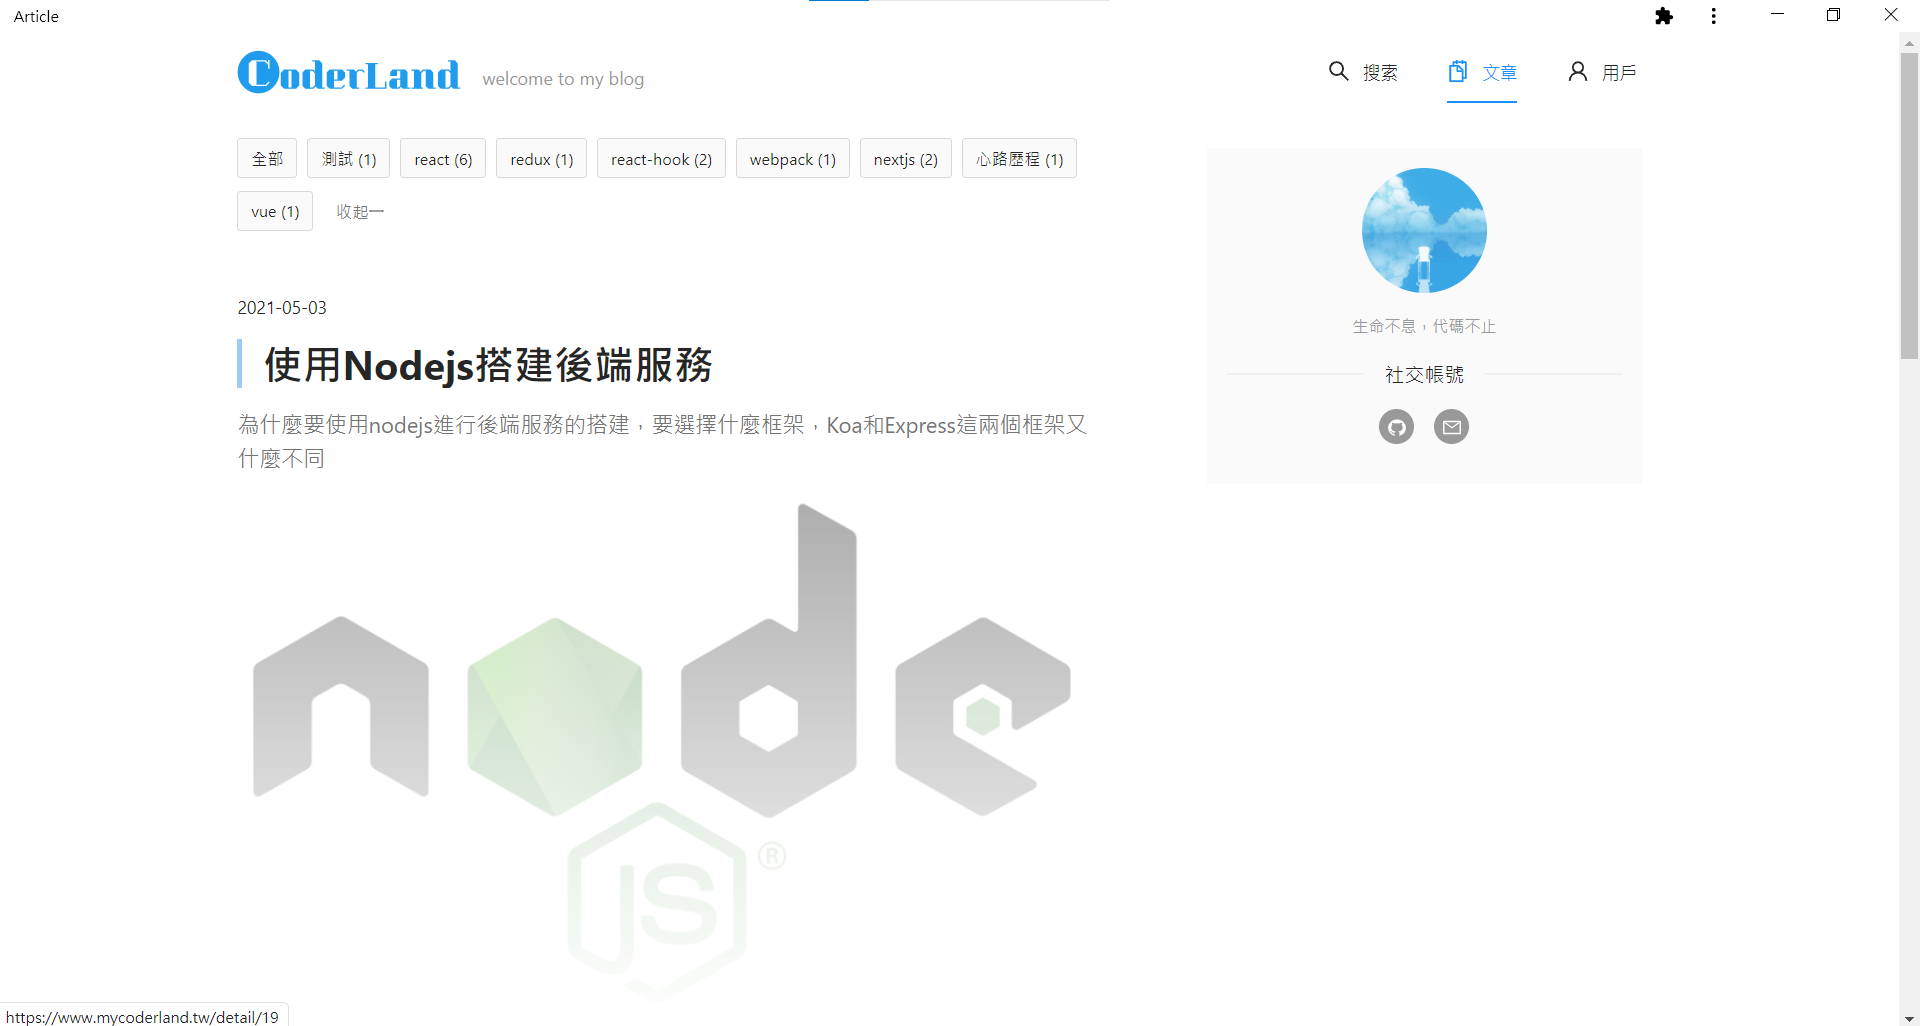 Article
CoderLand welcome to my blog
搜索 文章 用戶
全部 測試 (1) react (6) redux (1) react-hook (2) webpack (1) nextjs (2) 心路歷程 (1)
vue (1) 收起一
2021-05-03
使用Nodejs搭建後端服務
為什麼要使用nodejs進行後端服務的搭建，要選擇什麼框架，Koa和Express這兩個框架又
什麼不同
node
JS ®
生命不息，代碼不止
社交帳號
https://www.mycoderland.tw/detail/19